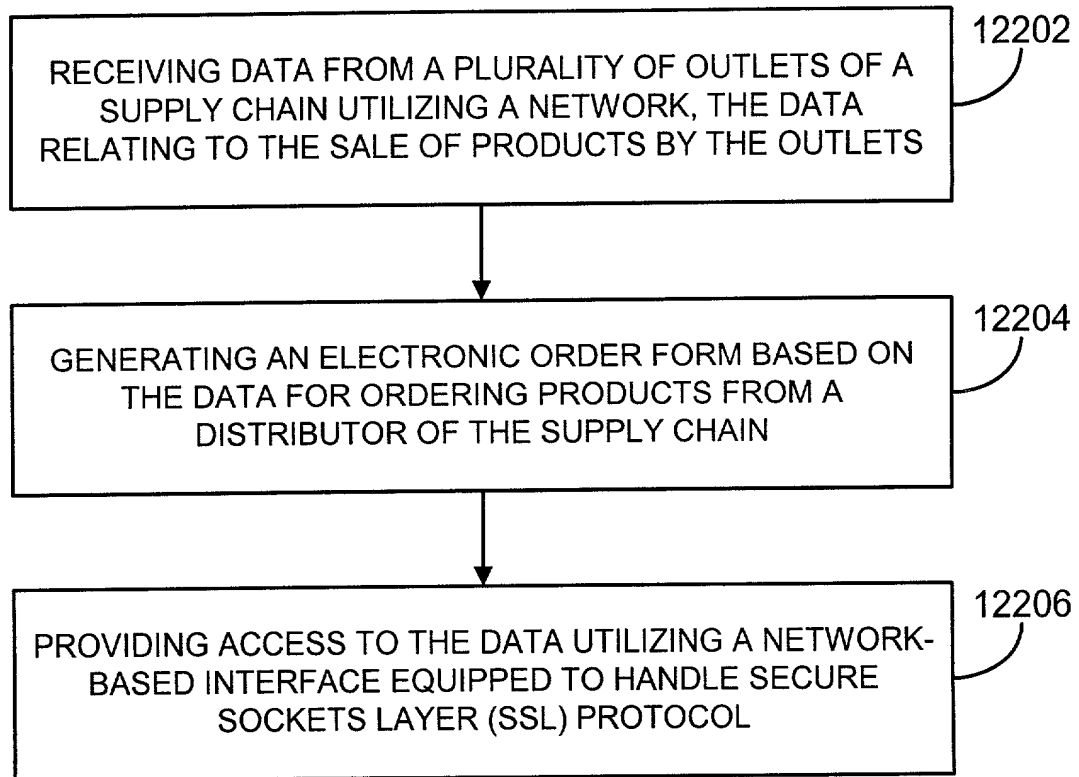 12202
RECEIVING DATA FROM A PLURALITY OF OUTLETS OF A
SUPPLY CHAIN UTILIZING A NETWORK, THE DATA
RELATING TO THE SALE OF PRODUCTS BY THE OUTLETS
12204
GENERATING AN ELECTRONIC ORDER FORM BASED ON
THE DATA FOR ORDERING PRODUCTS FROM A
DISTRIBUTOR OF THE SUPPLY CHAIN
12206
PROVIDING ACCESS TO THE DATA UTILIZING A NETWORK-
BASED INTERFACE EQUIPPED TO HANDLE SECURE
SOCKETS LAYER (SSL) PROTOCOL